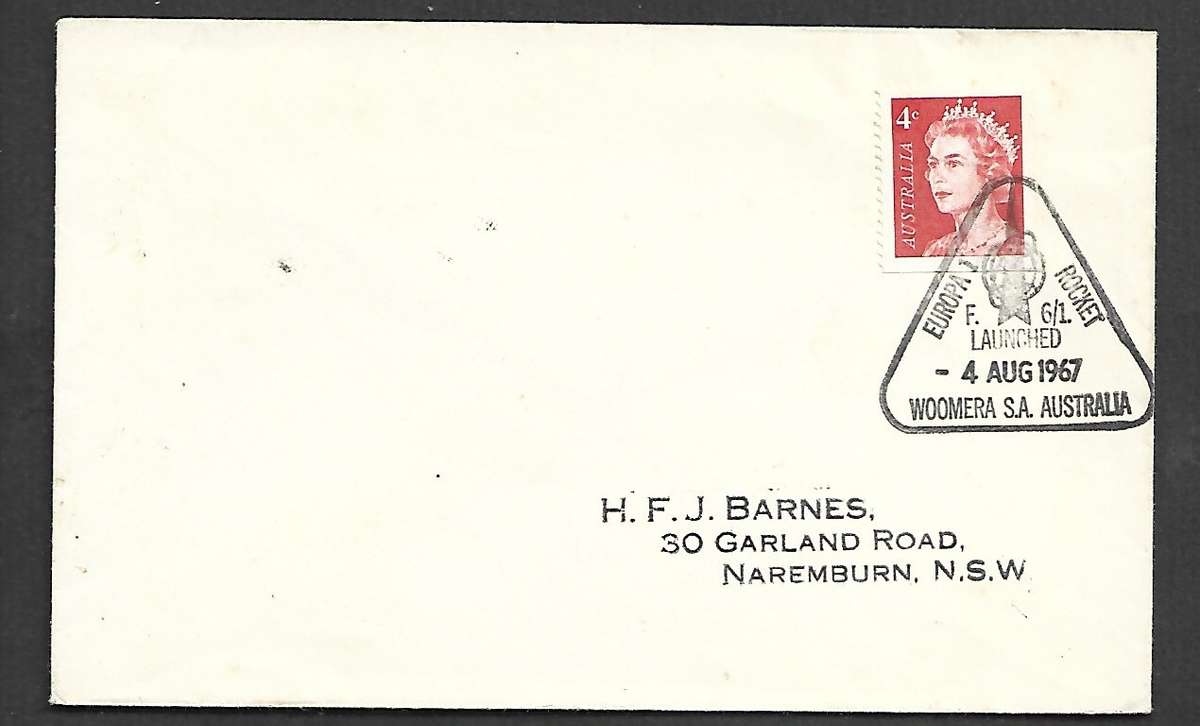 4c
AUSTRALIA
EUROPA 1 ROCKET
F. 6/1.
LAUNCHED
- 4 AUG 1967
WOOMERA S.A. AUSTRALIA
H. F. J. BARNES,
30 GARLAND ROAD,
NAREMBURN, N.S.W.